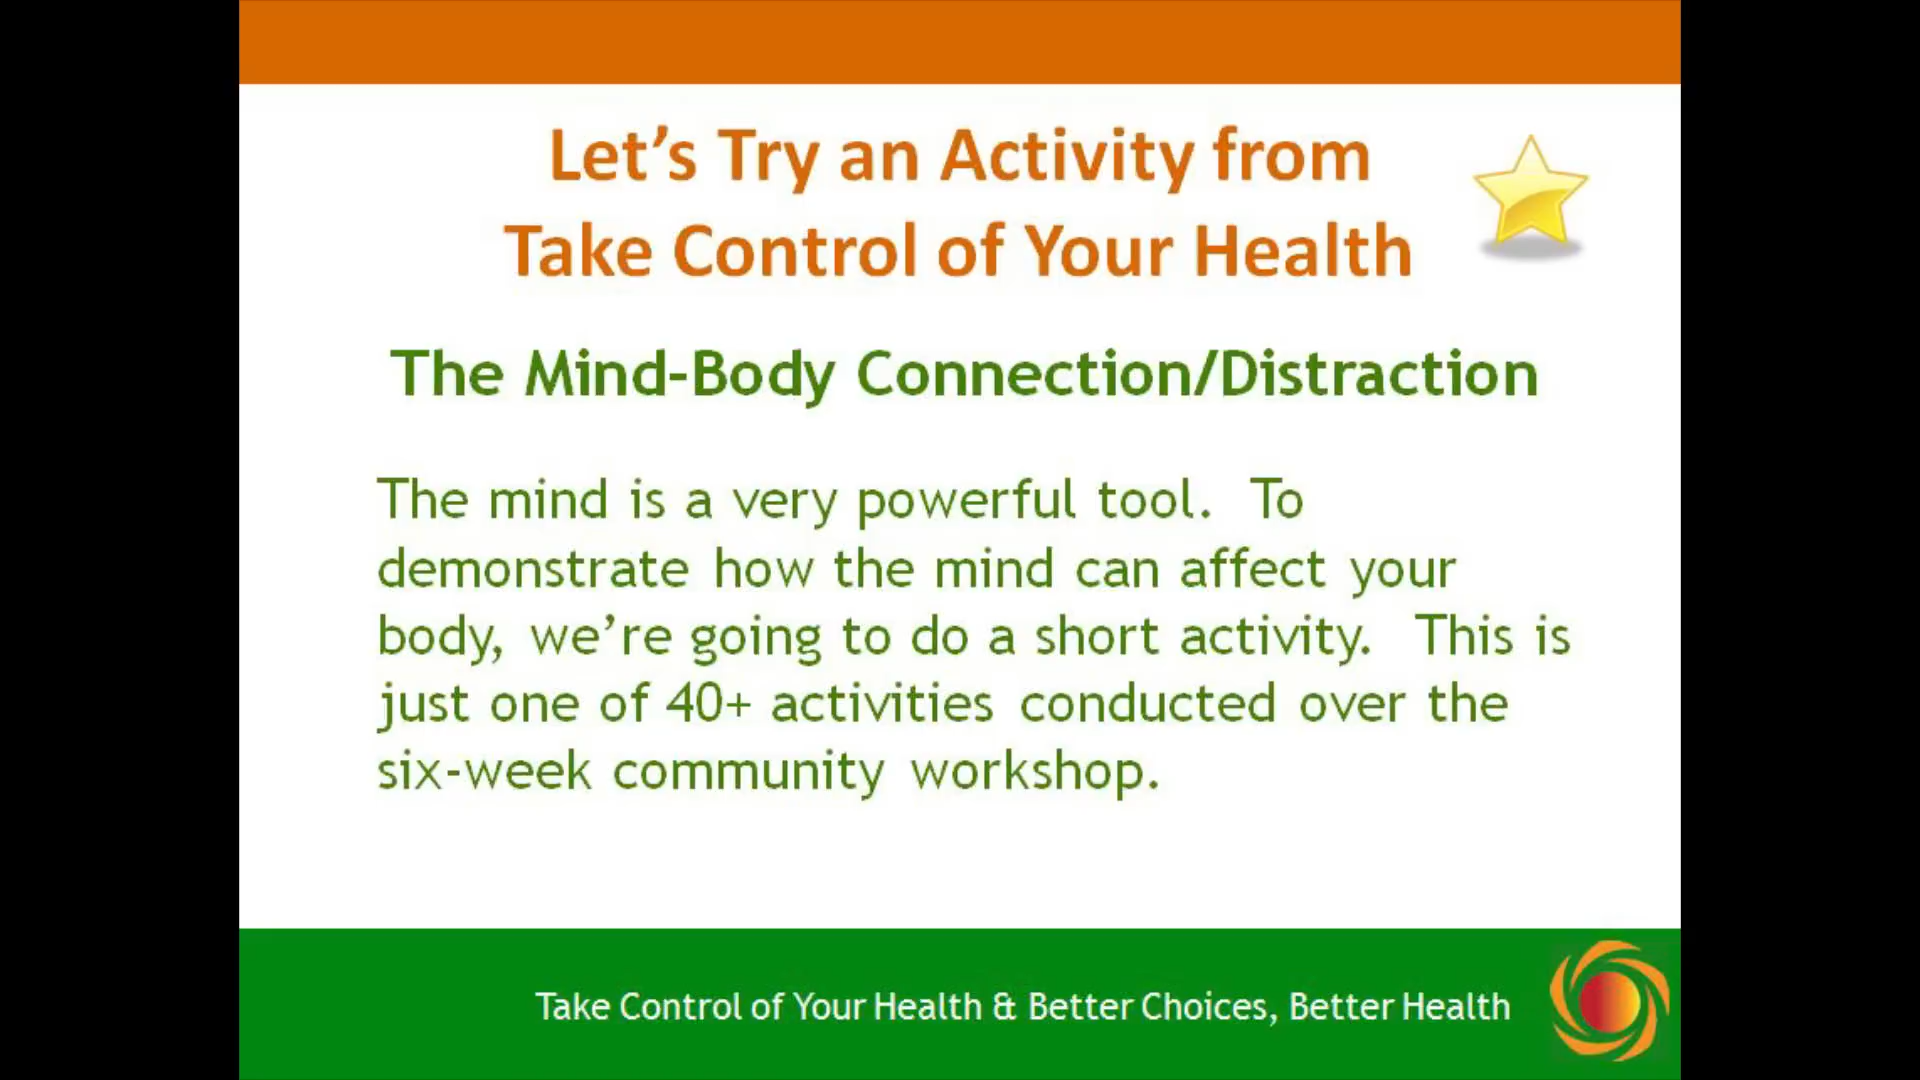 Let’s Try an Activity from
Take Control of Your Health
The Mind-Body Connection/Distraction
The mind is a very powerful tool.  To
demonstrate how the mind can affect your
body, we’re going to do a short activity.  This is
just one of 40+ activities conducted over the
six-week community workshop.
Take Control of Your Health & Better Choices, Better Health